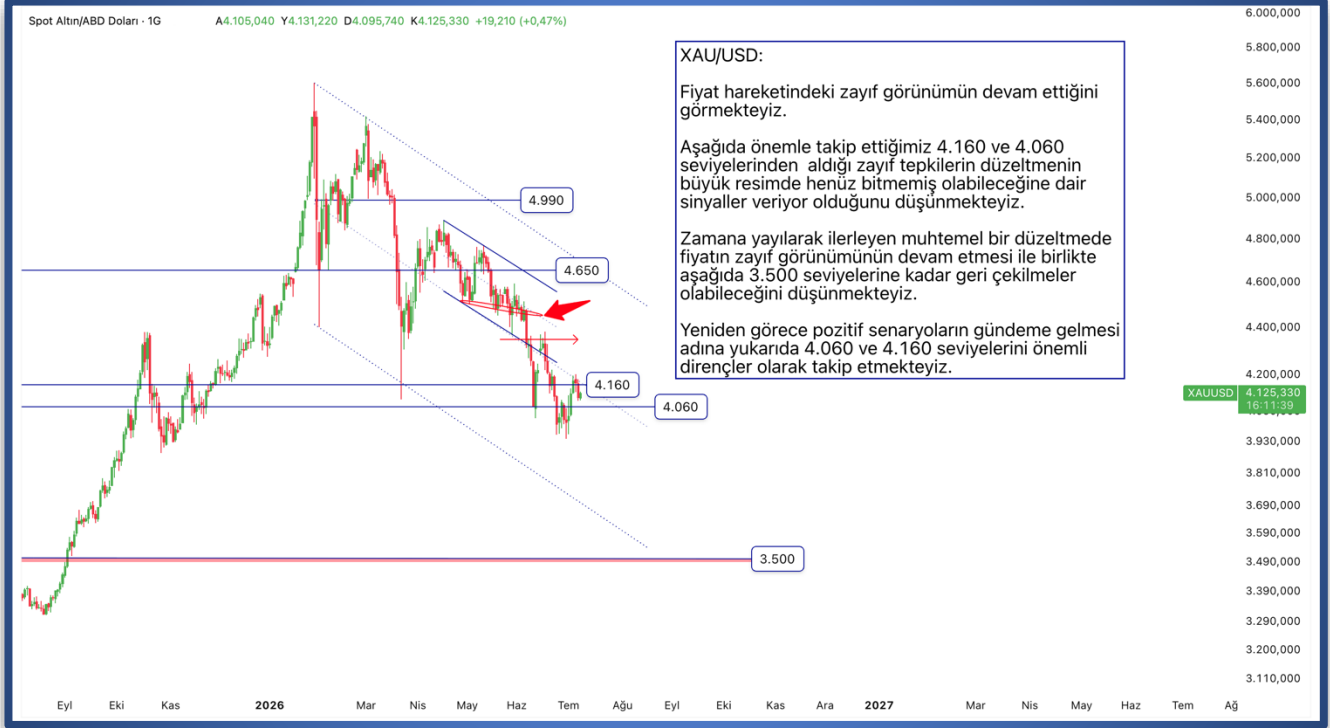 Spot Altın/ABD Doları · 1G A4.105,040 Y4.131,220 D4.095,740 K4.125,330 +19,210 (+0,47%)
XAU/USD:
Fiyat hareketindeki zayıf görünümün devam ettiğini
görmekteyiz.
Aşağıda önemle takip ettiğimiz 4.160 ve 4.060
seviyelerinden aldığı zayıf tepkilerin düzeltmenin
büyük resimde henüz bitmemiş olabileceğine dair
sinyaller veriyor olduğunu düşünmekteyiz.
Zamana yayılarak ilerleyen muhtemel bir düzeltmede
fiyatın zayıf görünümünün devam etmesi ile birlikte
aşağıda 3.500 seviyelerine kadar geri çekilmeler
olabileceğini düşünmekteyiz.
Yeniden görece pozitif senaryoların gündeme gelmesi
adına yukarıda 4.060 ve 4.160 seviyelerini önemli
dirençler olarak takip etmekteyiz.
4.990
4.650
4.160
4.060
3.500
6.000,000
5.800,000
5.600,000
5.400,000
5.200,000
5.000,000
4.800,000
4.600,000
4.400,000
4.200,000
XAUUSD 4.125,330
16:11:39
3.930,000
3.810,000
3.690,000
3.590,000
3.490,000
3.390,000
3.290,000
3.200,000
3.110,000
Eyl Eki Kas 2026 Mar Nis May Haz Tem Ağu Eyl Eki Kas Ara 2027 Mar Nis May Haz Tem Ağ